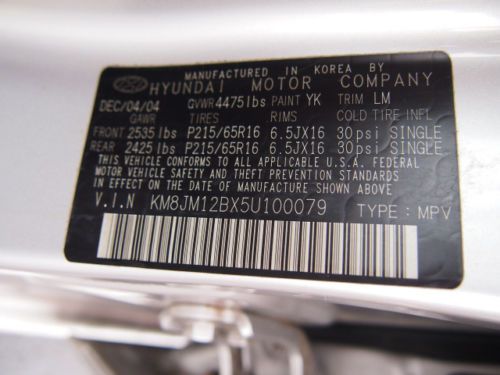 MANUFACTURED IN KOREA BY
HYUNDAI MOTOR COMPANY
DEC/04/04 GVWR 4475lbs PAINT YK TRIM LM
GAWR TIRES RIMS COLD TIRE INFL
FRONT 2535 lbs P215/65R16 6.5JX16 30psi SINGLE
REAR 2425 lbs P215/65R16 6.5JX16 30psi SINGLE
THIS VEHICLE CONFORMS TO ALL APPLICABLE U.S.A. FEDERAL
MOTOR VEHICLE SAFETY AND THEFT PREVENTION STANDARDS IN
EFFECT ON THE DATE OF MANUFACTURE SHOWN ABOVE.
V.I.N KM8JM12BX5U100079 TYPE : MPV